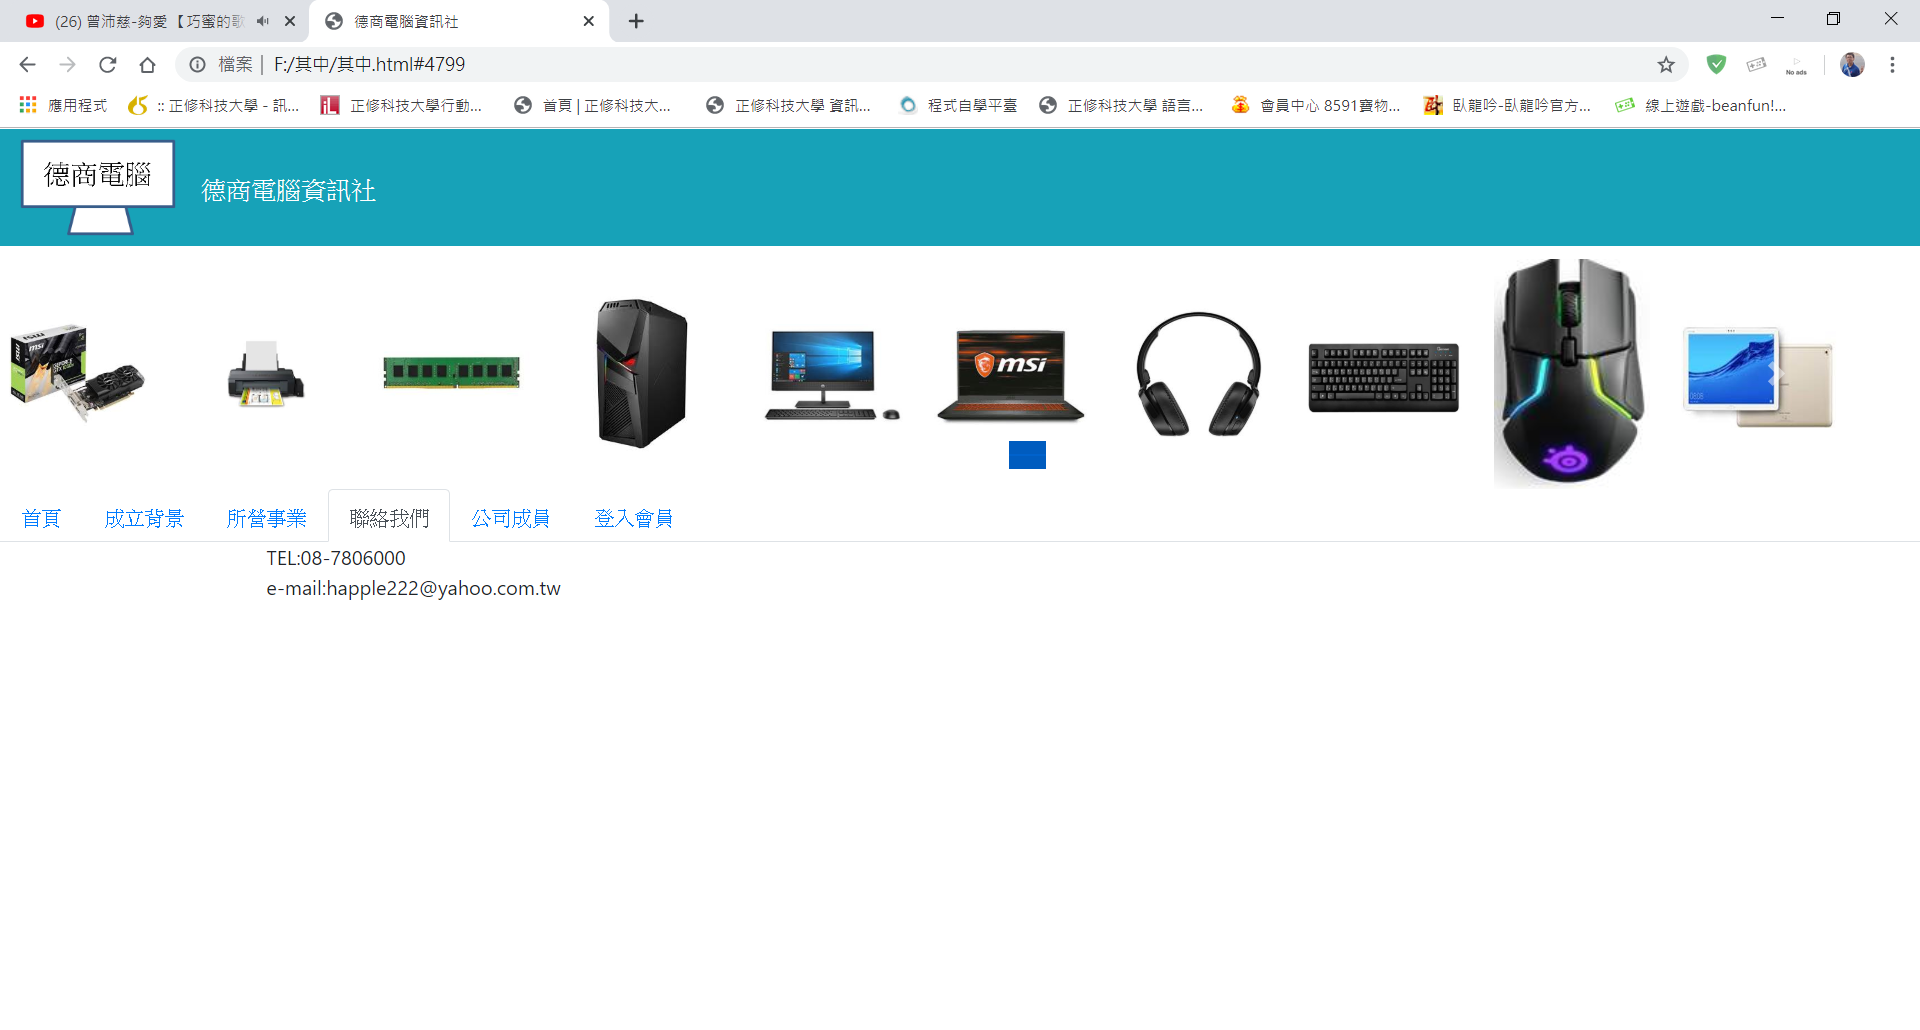 (26) 曾沛慈-夠愛 【巧蜜的歌
德商電腦資訊社
檔案 | F:/其中/其中.html#4799
No ads
應用程式
:: 正修科技大學 - 訊...
正修科技大學行動...
首頁 | 正修科技大...
正修科技大學 資訊...
程式自學平臺
正修科技大學 語言...
會員中心 8591寶物...
臥龍吟-臥龍吟官方...
線上遊戲-beanfun!...
德商電腦
德商電腦資訊社
msi
msi
首頁
成立背景
所營事業
聯絡我們
公司成員
登入會員
TEL:08-7806000
e-mail:happle222@yahoo.com.tw